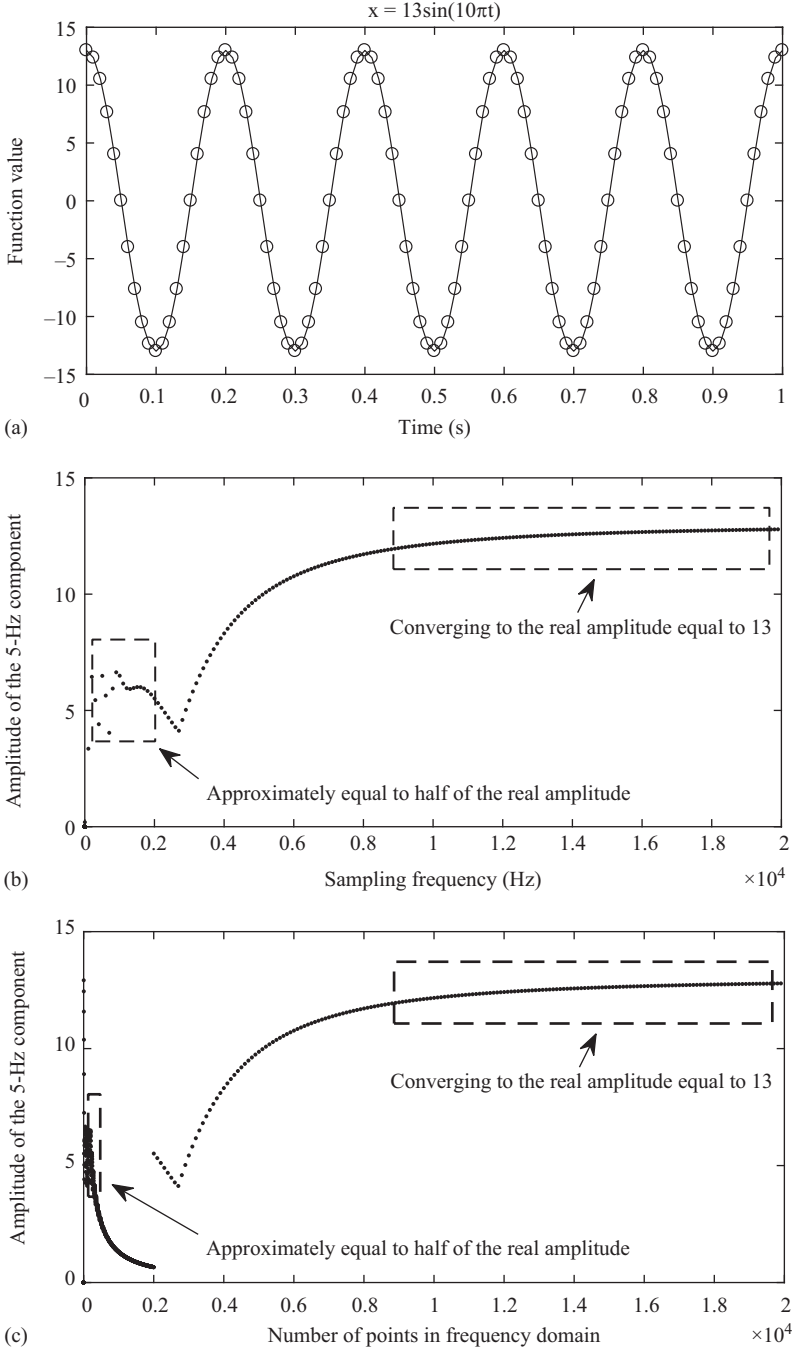 x = 13sin(10πt)
15
10
5
0
−5
−10
−15
Function value
0 0.1 0.2 0.3 0.4 0.5 0.6 0.7 0.8 0.9 1
(a) Time (s)
15
10
5
0
Amplitude of the 5-Hz component
Converging to the real amplitude equal to 13
Approximately equal to half of the real amplitude
0 0.2 0.4 0.6 0.8 1 1.2 1.4 1.6 1.8 2
(b) Sampling frequency (Hz) ×10⁴
15
10
5
0
Amplitude of the 5-Hz component
Converging to the real amplitude equal to 13
Approximately equal to half of the real amplitude
0 0.2 0.4 0.6 0.8 1 1.2 1.4 1.6 1.8 2
(c) Number of points in frequency domain ×10⁴